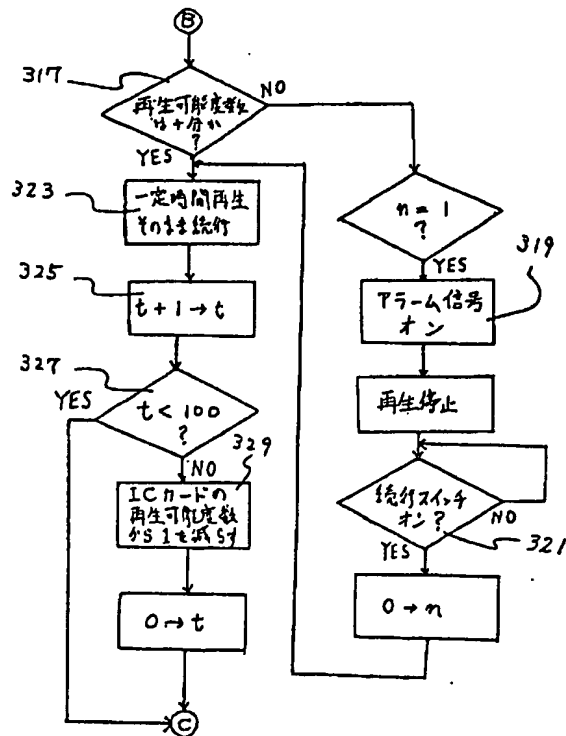 B
317
再生可能度数
は十分か
?
NO
YES
323
一定時間再生
そのまま続行
325
t+1→t
327
t<100
?
YES
NO
329
ICカードの
再生可能度数
から1を減らす
0→t
C
n=1
?
YES
319
アラーム信号
オン
再生停止
続行スイッチ
オン?
NO
YES
321
0→n